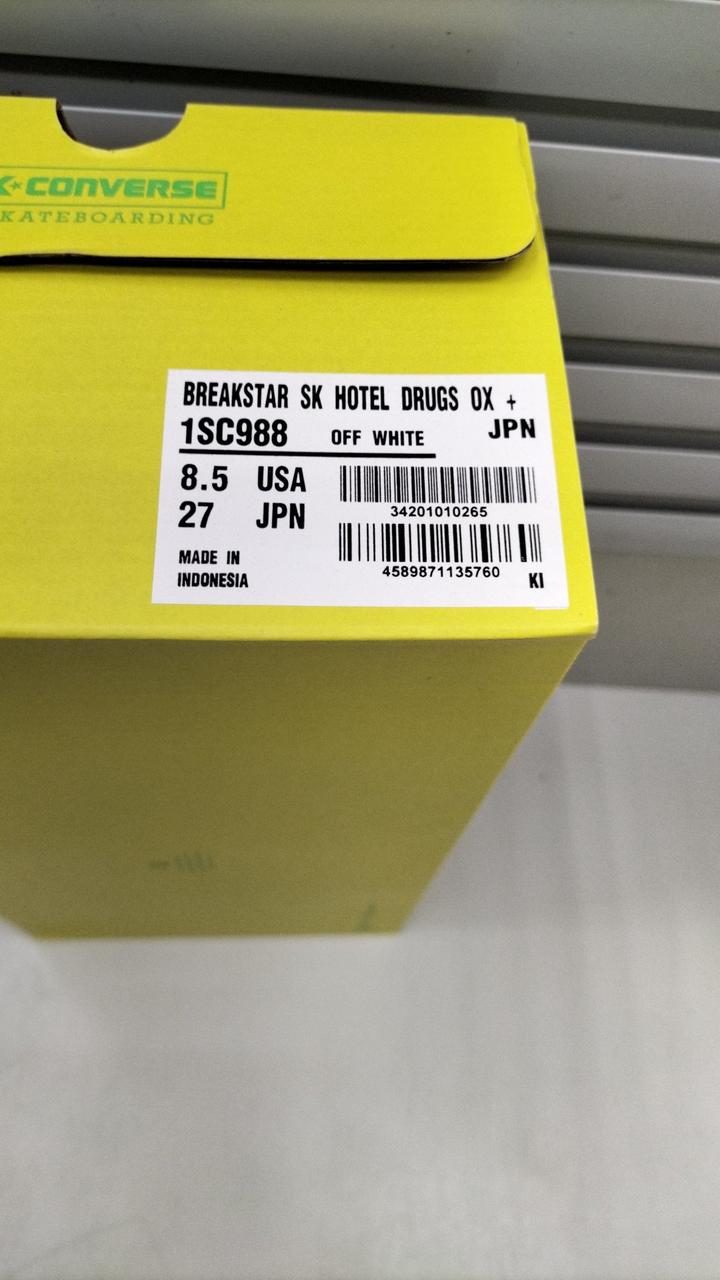 CONVERSE
KATEBOARDING
BREAKSTAR SK HOTEL DRUGS OX +
1SC988 OFF WHITE JPN
8.5 USA
27 JPN
34201010265
MADE IN
INDONESIA
4589871135760 KI